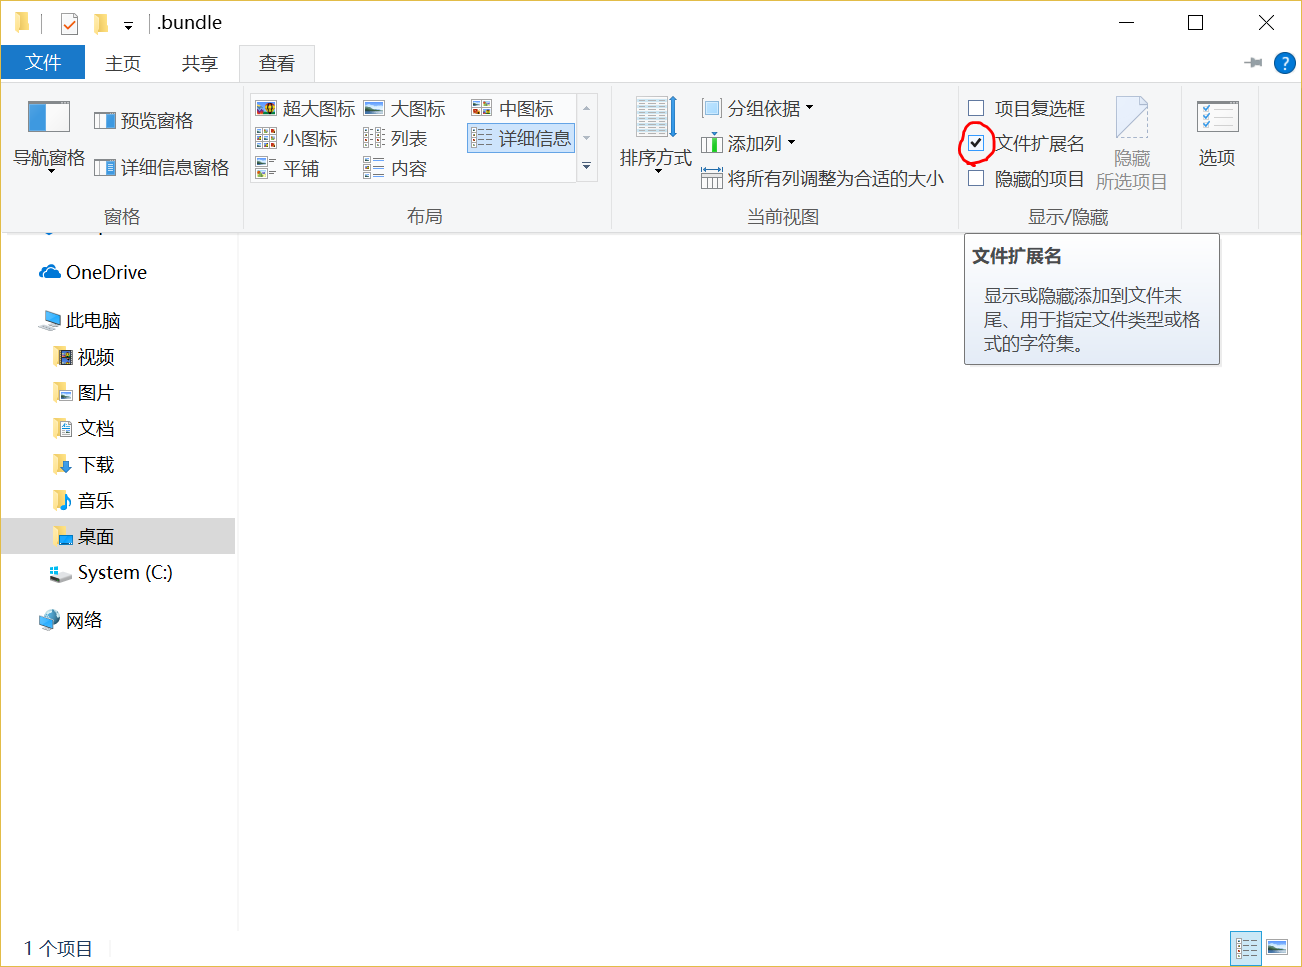 .bundle
文件
主页
共享
查看
?
导航窗格
预览窗格
详细信息窗格
窗格
超大图标
大图标
中图标
小图标
列表
详细信息
平铺
内容
布局
排序方式
分组依据
添加列
将所有列调整为合适的大小
当前视图
项目复选框
文件扩展名
隐藏的项目
隐藏
所选项目
显示/隐藏
选项
文件扩展名
显示或隐藏添加到文件末
尾、用于指定文件类型或格
式的字符集。
OneDrive
此电脑
视频
图片
文档
下载
音乐
桌面
System (C:)
网络
1 个项目